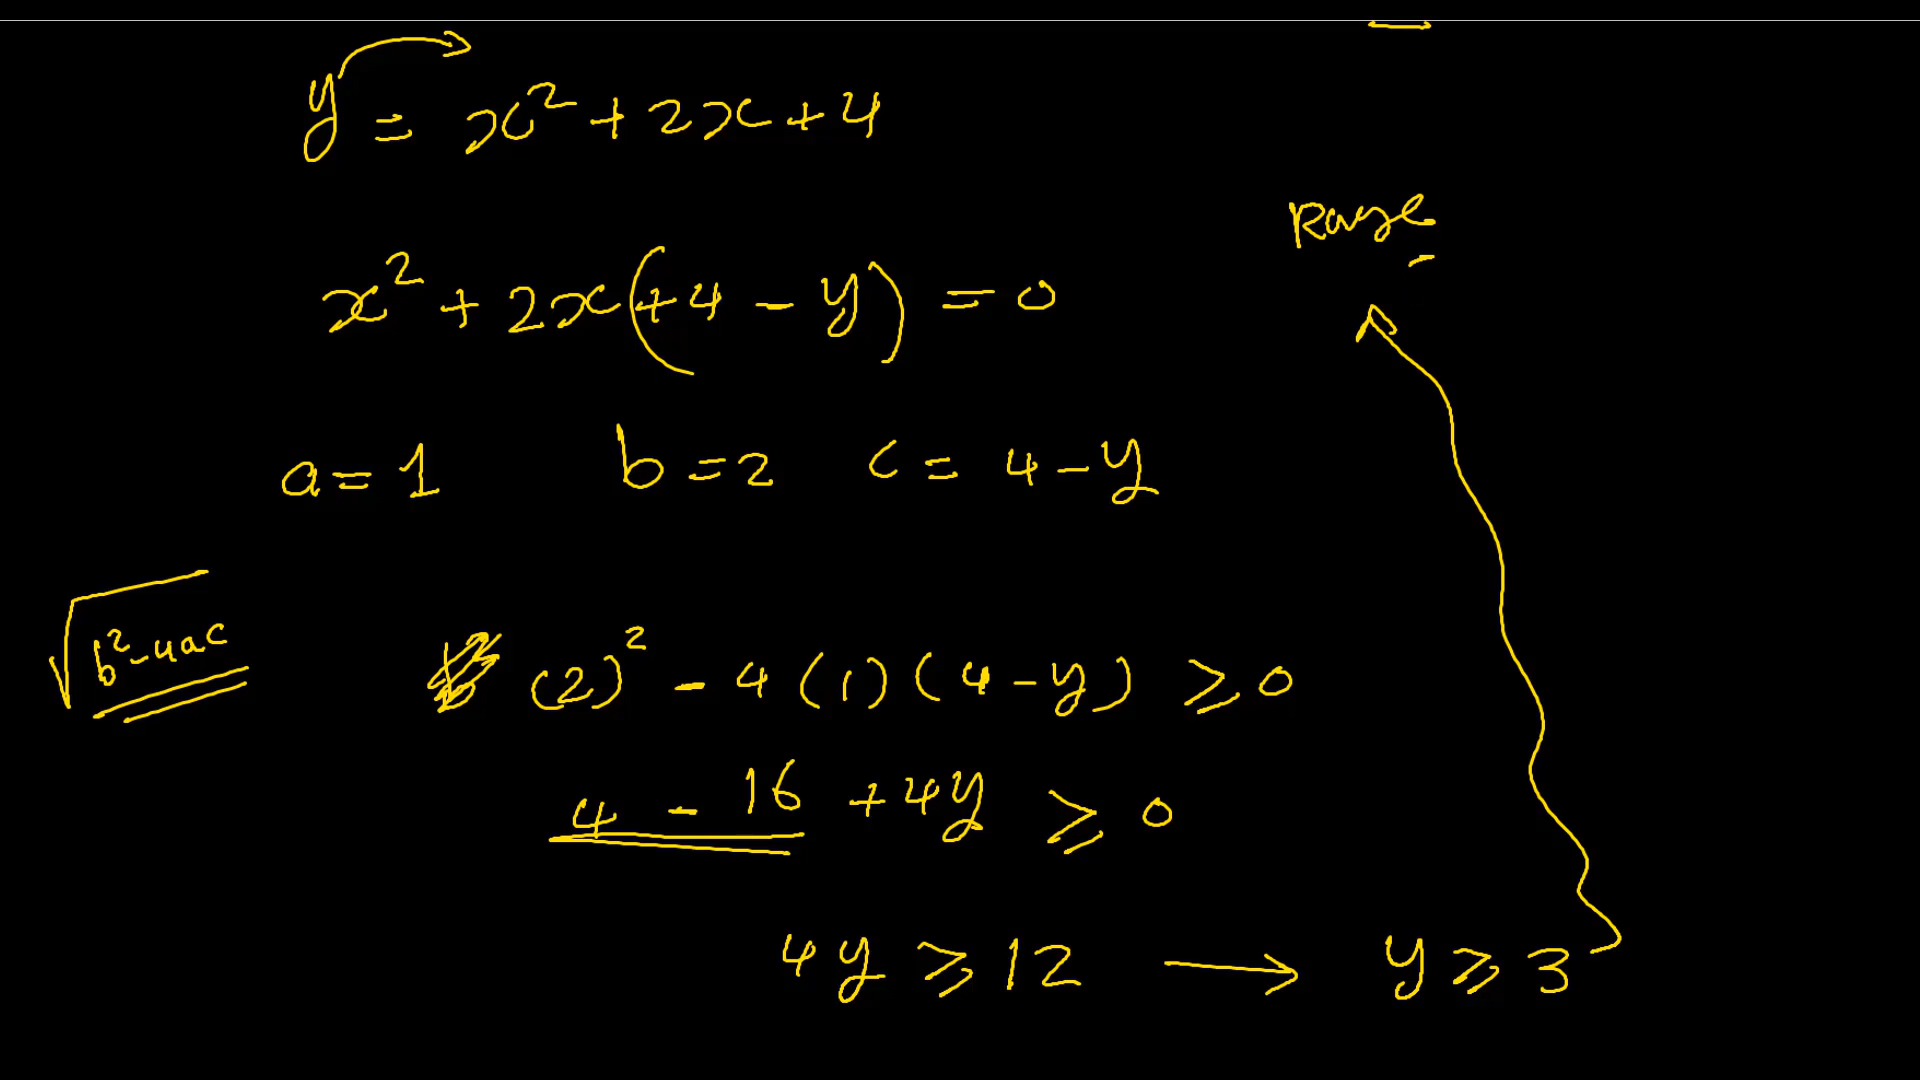 y = x² + 2x + 4
Range
x² + 2x(+4 - y) = 0
a = 1 b = 2 c = 4 - y
√b²-4ac
(2)² - 4(1)(4 - y) ≥ 0
4 - 16 + 4y ≥ 0
4y ≥ 12 → y ≥ 3